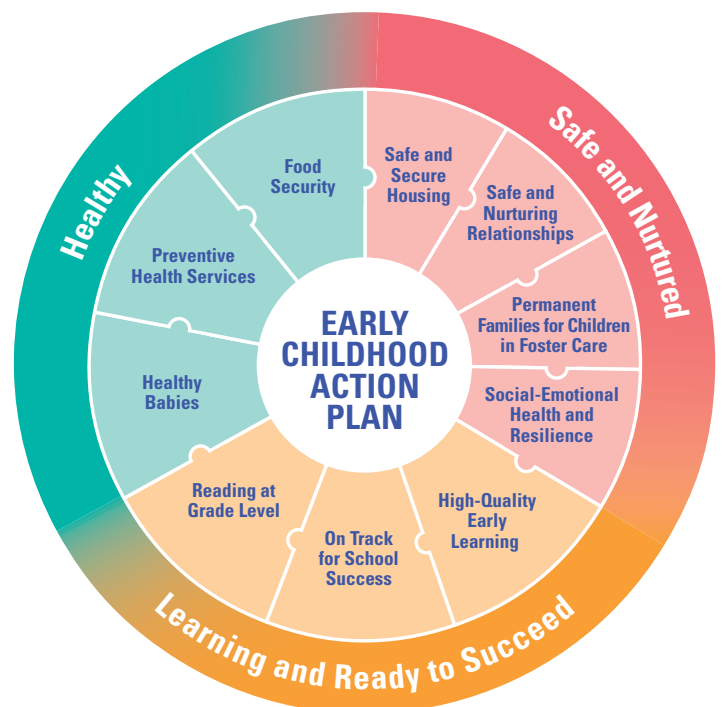 Healthy
Safe and Nurtured
Learning and Ready to Succeed
EARLY
CHILDHOOD
ACTION
PLAN
Food
Security
Safe and
Secure
Housing
Safe and
Nurturing
Relationships
Permanent
Families for Children
in Foster Care
Social-Emotional
Health and
Resilience
High-Quality
Early
Learning
On Track
for School
Success
Reading at
Grade Level
Healthy
Babies
Preventive
Health Services